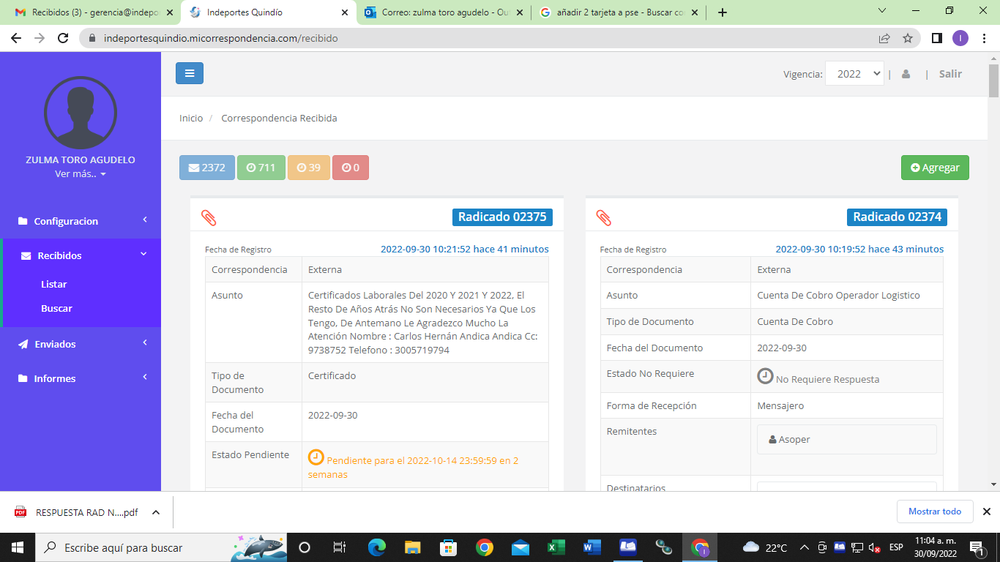 Recibidos (3) - gerencia@indepo
Indeportes Quindío
Correo: zulma toro agudelo - Ou
añadir 2 tarjeta a pse - Buscar co
indeportesquindio.micorrespondencia.com/recibido
I
ZULMA TORO AGUDELO
Ver más..
Configuracion
Recibidos
Listar
Buscar
Enviados
Informes
Vigencia: 2022 | | Salir
Inicio / Correspondencia Recibida
2372 711 39 0
Agregar
Radicado 02375
Fecha de Registro 2022-09-30 10:21:52 hace 41 minutos
Correspondencia Externa
Asunto Certificados Laborales Del 2020 Y 2021 Y 2022, El
Resto De Años Atrás No Son Necesarios Ya Que Los
Tengo, De Antemano Le Agradezco Mucho La
Atención Nombre : Carlos Hernán Andica Andica Cc:
9738752 Telefono : 3005719794
Tipo de Certificado
Documento
Fecha del 2022-09-30
Documento
Estado Pendiente Pendiente para el 2022-10-14 23:59:59 en 2
semanas
Radicado 02374
Fecha de Registro 2022-09-30 10:19:52 hace 43 minutos
Correspondencia Externa
Asunto Cuenta De Cobro Operador Logistico
Tipo de Documento Cuenta De Cobro
Fecha del Documento 2022-09-30
Estado No Requiere No Requiere Respuesta
Forma de Recepción Mensajero
Remitentes Asoper
Destinatarios
RESPUESTA RAD N....pdf
Mostrar todo
Escribe aquí para buscar
22°C
ESP
11:04 a. m.
30/09/2022
1